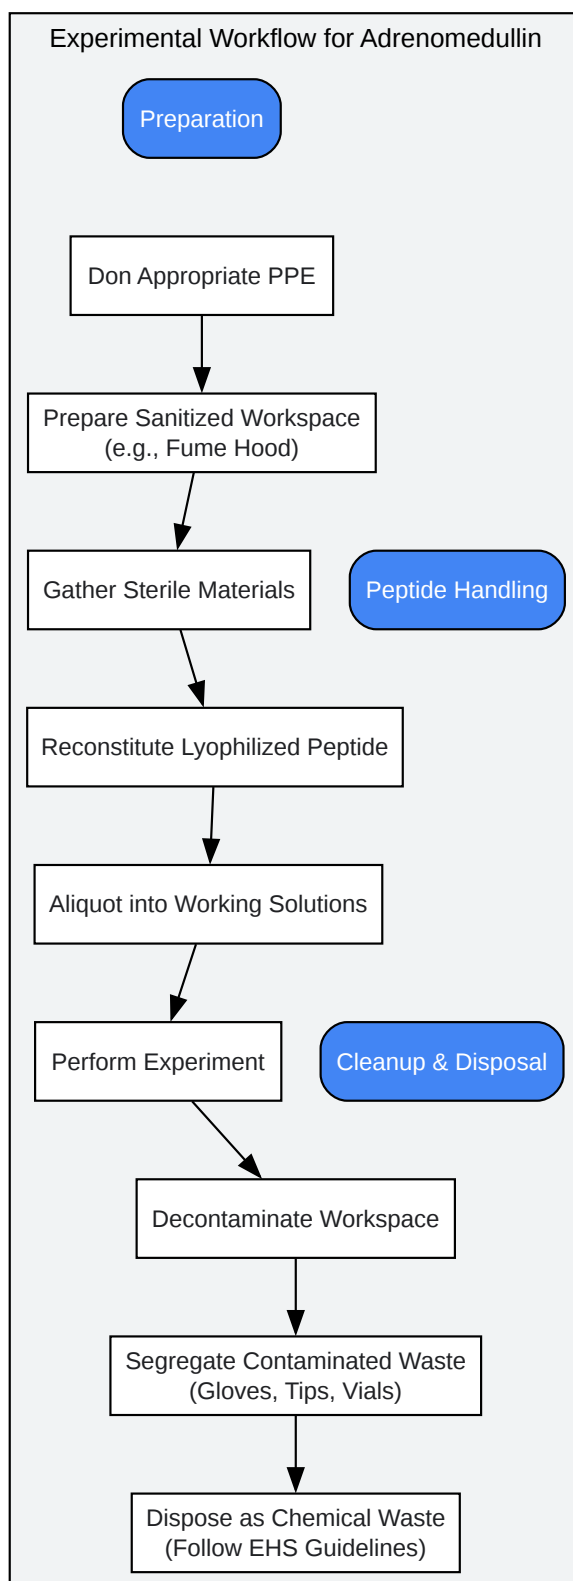 Experimental Workflow for Adrenomedullin
Preparation
Don Appropriate PPE
Prepare Sanitized Workspace
(e.g., Fume Hood)
Gather Sterile Materials
Peptide Handling
Reconstitute Lyophilized Peptide
Aliquot into Working Solutions
Perform Experiment
Cleanup & Disposal
Decontaminate Workspace
Segregate Contaminated Waste
(Gloves, Tips, Vials)
Dispose as Chemical Waste
(Follow EHS Guidelines)